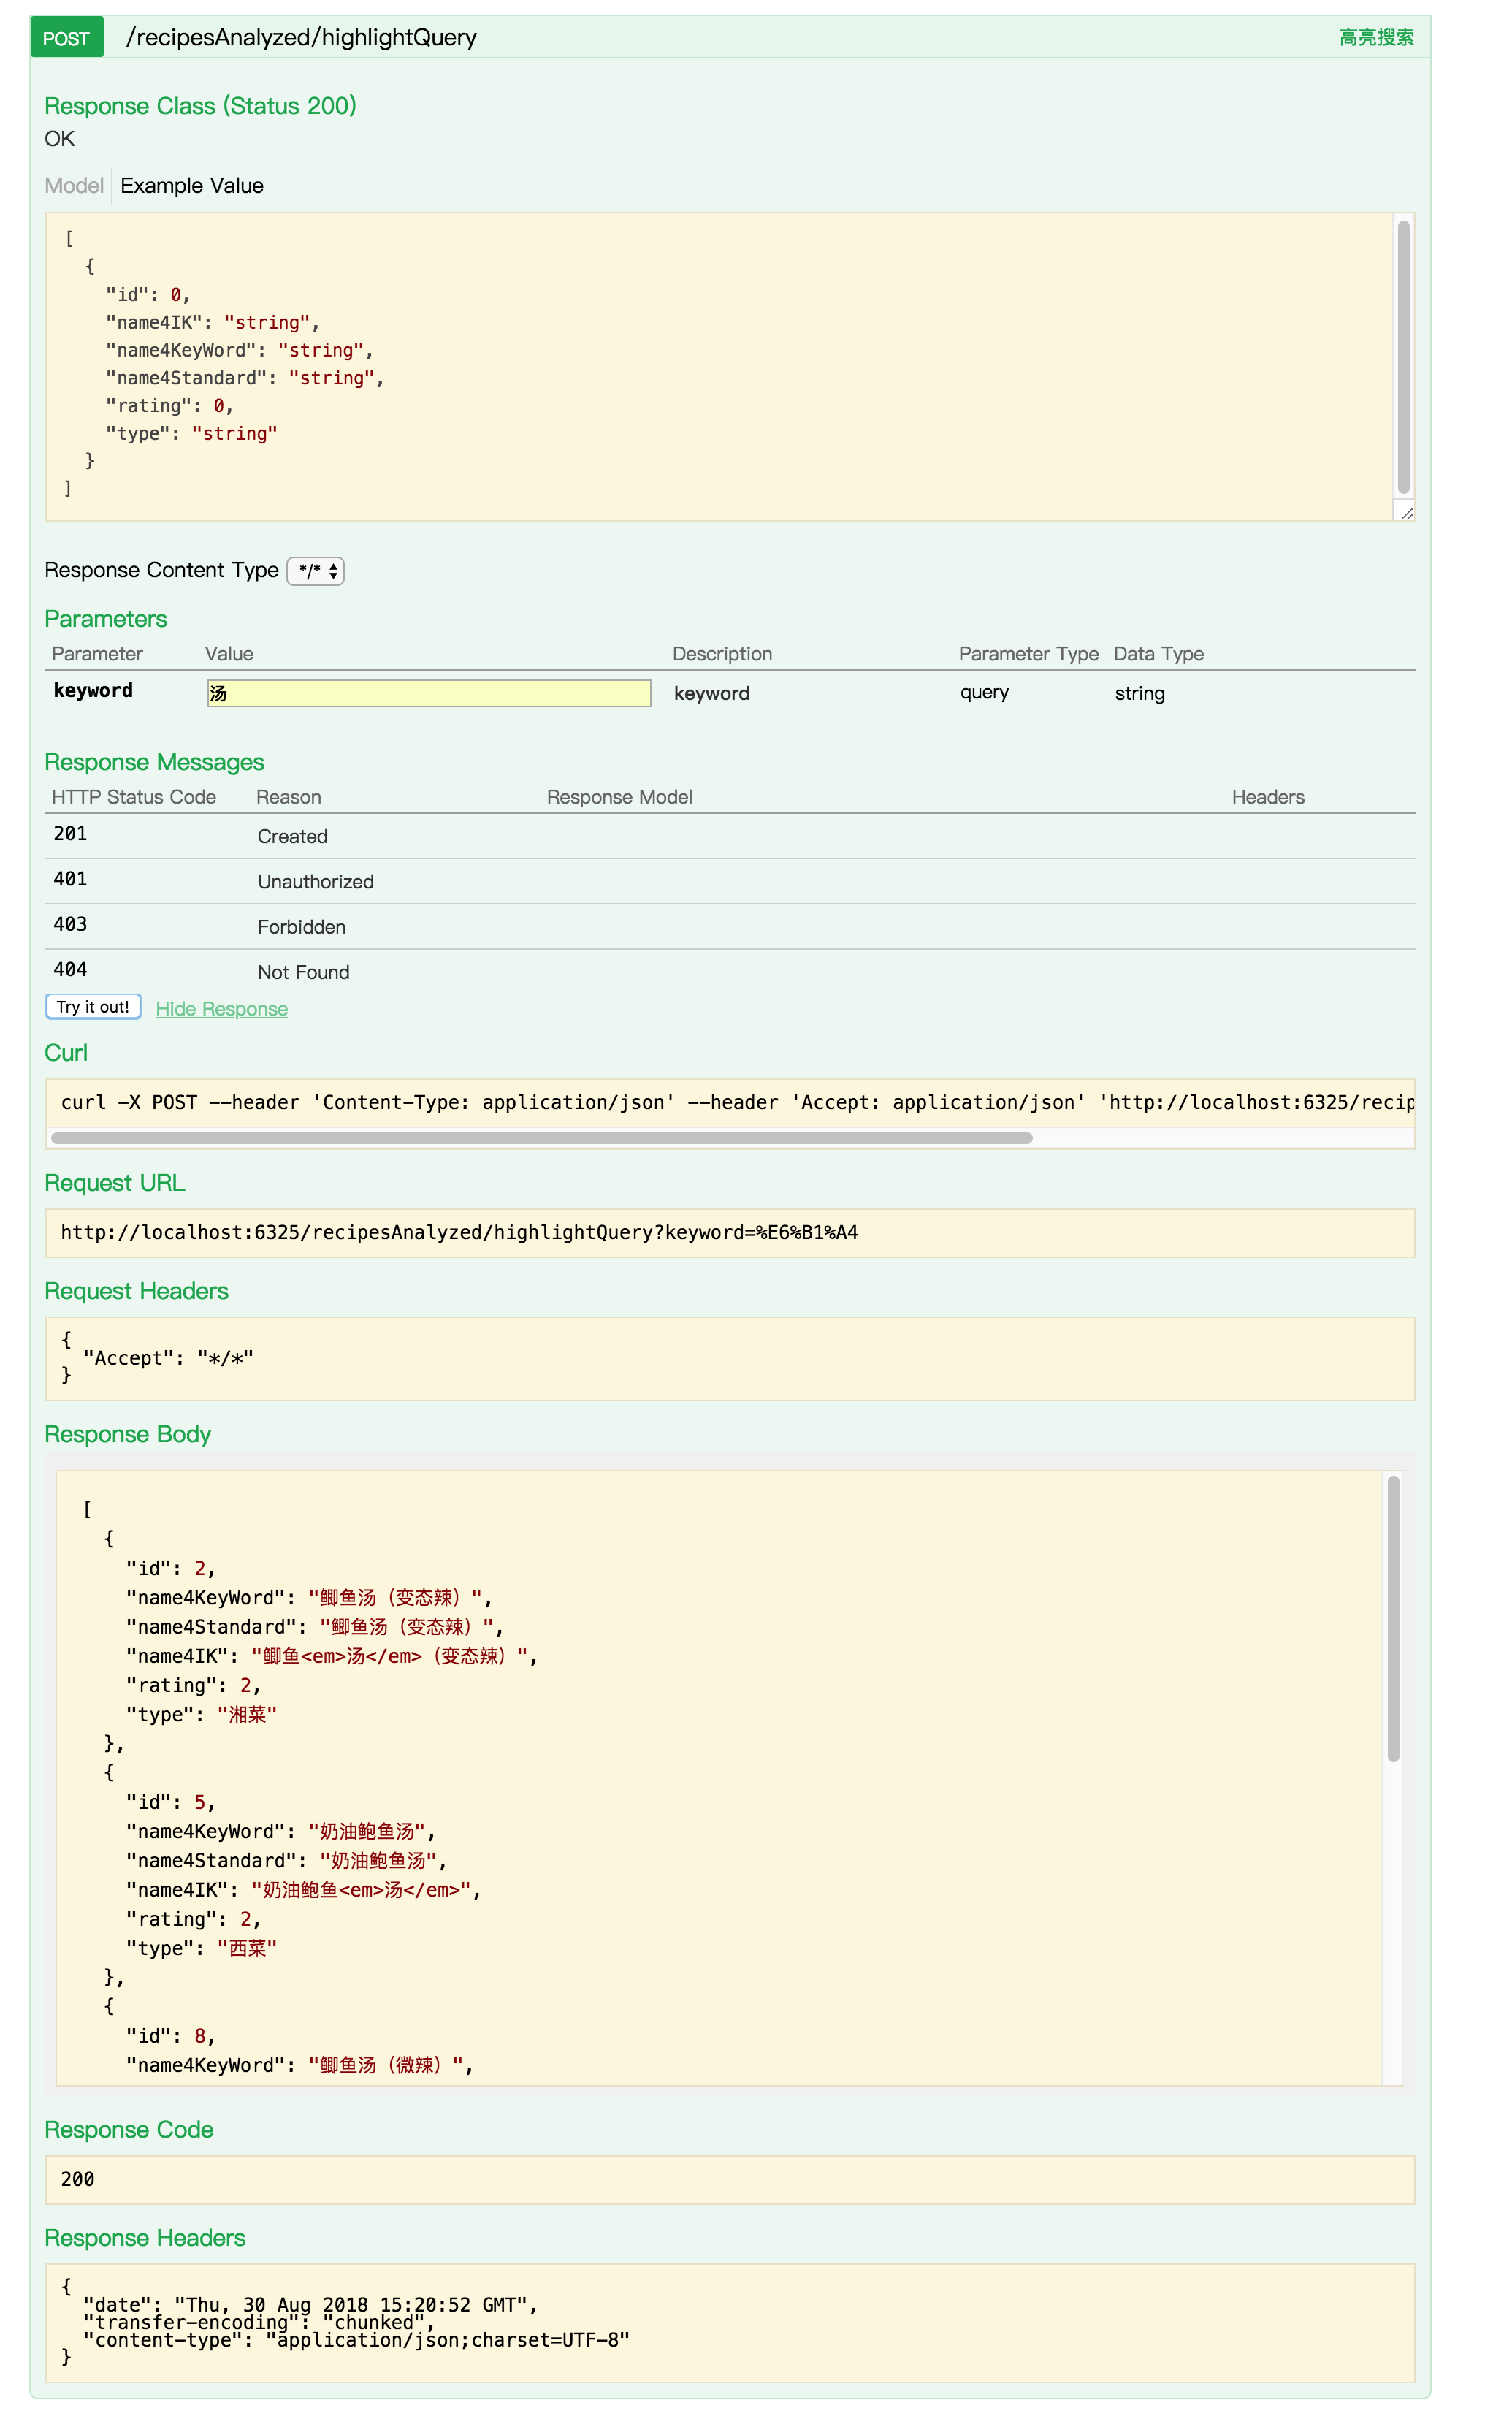 POST /recipesAnalyzed/highlightQuery 高亮搜索
Response Class (Status 200)
OK
Model Example Value
[
{
"id": 0,
"name4IK": "string",
"name4KeyWord": "string",
"name4Standard": "string",
"rating": 0,
"type": "string"
}
]
Response Content Type */*
Parameters
Parameter Value Description Parameter Type Data Type
keyword 汤 keyword query string
Response Messages
HTTP Status Code Reason Response Model Headers
201 Created
401 Unauthorized
403 Forbidden
404 Not Found
Try it out! Hide Response
Curl
curl -X POST --header 'Content-Type: application/json' --header 'Accept: application/json' 'http://localhost:6325/recip
Request URL
http://localhost:6325/recipesAnalyzed/highlightQuery?keyword=%E6%B1%A4
Request Headers
{
"Accept": "*/*"
}
Response Body
[
{
"id": 2,
"name4KeyWord": "鲫鱼汤（变态辣）",
"name4Standard": "鲫鱼汤（变态辣）",
"name4IK": "鲫鱼<em>汤</em>（变态辣）",
"rating": 2,
"type": "湘菜"
},
{
"id": 5,
"name4KeyWord": "奶油鲍鱼汤",
"name4Standard": "奶油鲍鱼汤",
"name4IK": "奶油鲍鱼<em>汤</em>",
"rating": 2,
"type": "西菜"
},
{
"id": 8,
"name4KeyWord": "鲫鱼汤（微辣）",
Response Code
200
Response Headers
{
"date": "Thu, 30 Aug 2018 15:20:52 GMT",
"transfer-encoding": "chunked",
"content-type": "application/json;charset=UTF-8"
}